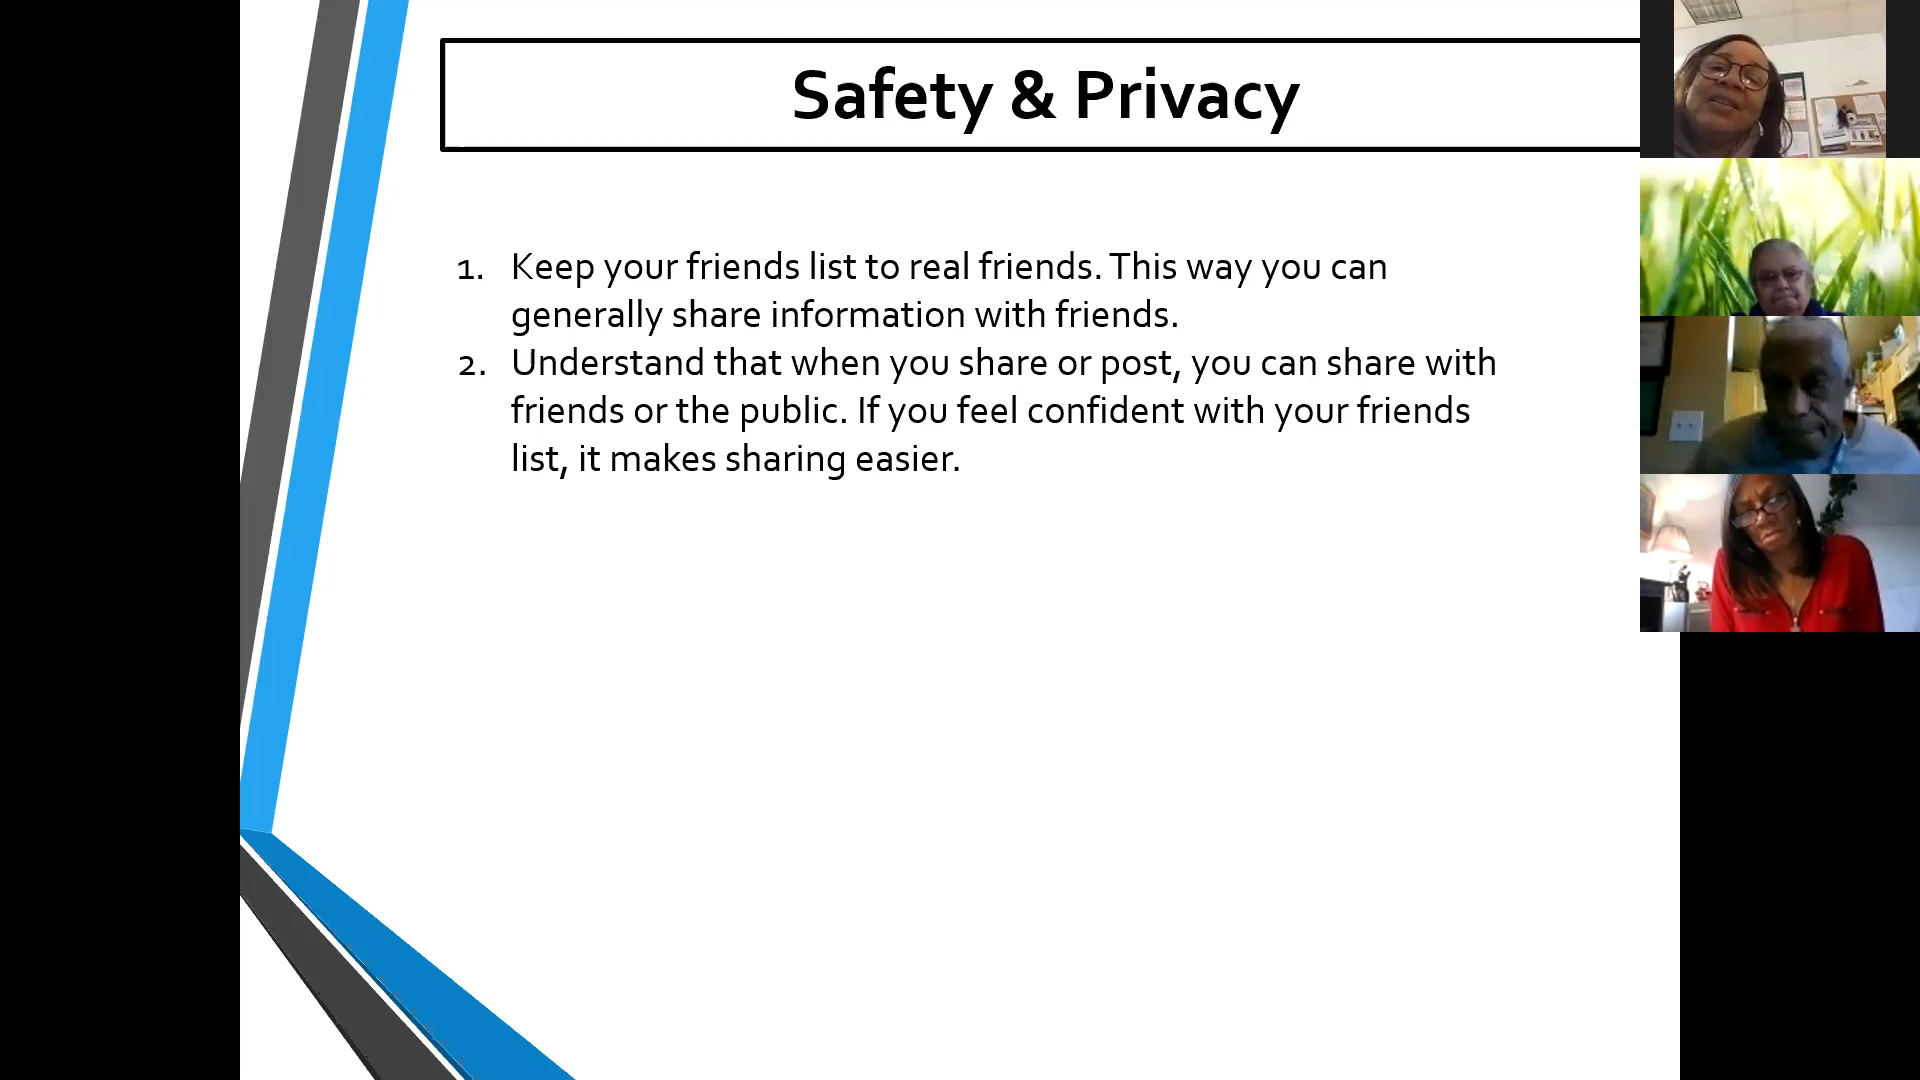 Safety & Privacy
1. Keep your friends list to real friends. This way you can
generally share information with friends.
2. Understand that when you share or post, you can share with
friends or the public. If you feel confident with your friends
list, it makes sharing easier.